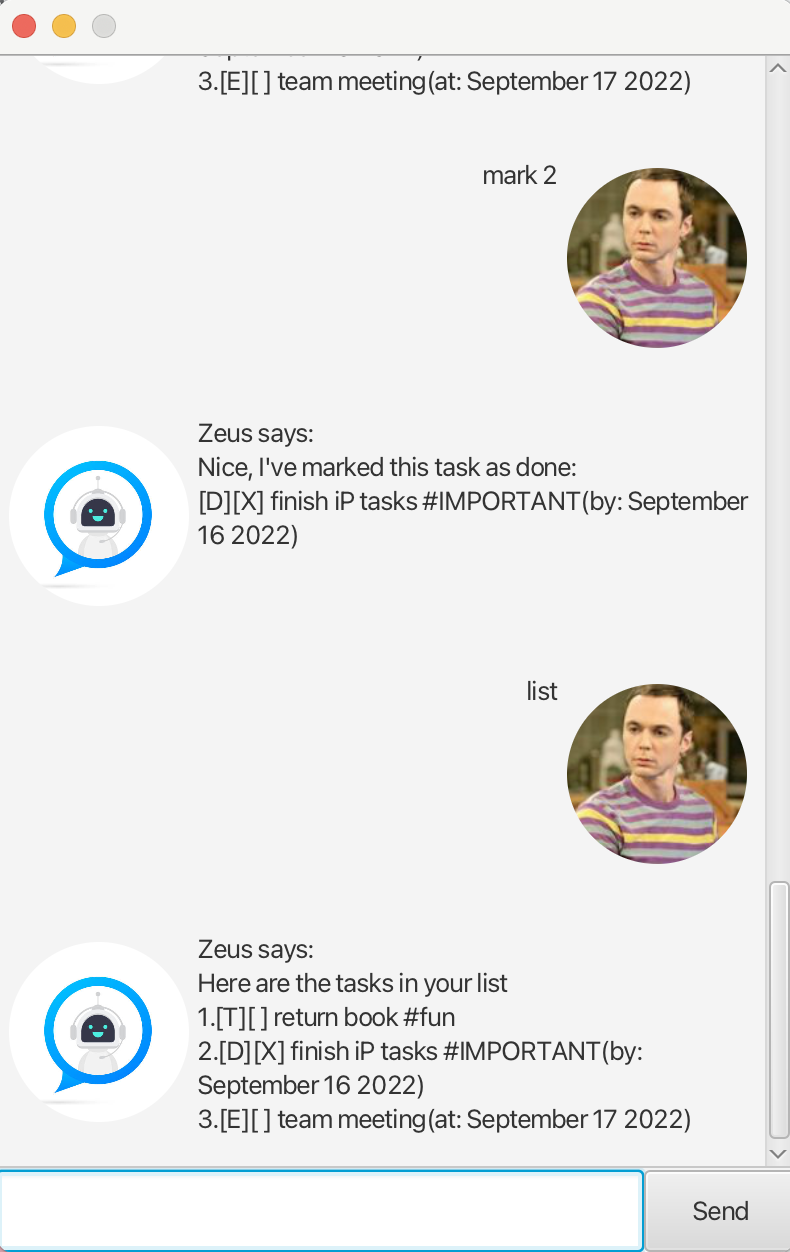 3.[E][ ] team meeting(at: September 17 2022)
mark 2
Zeus says:
Nice, I've marked this task as done:
[D][X] finish iP tasks #IMPORTANT(by: September
16 2022)
list
Zeus says:
Here are the tasks in your list
1.[T][ ] return book #fun
2.[D][X] finish iP tasks #IMPORTANT(by:
September 16 2022)
3.[E][ ] team meeting(at: September 17 2022)
Send